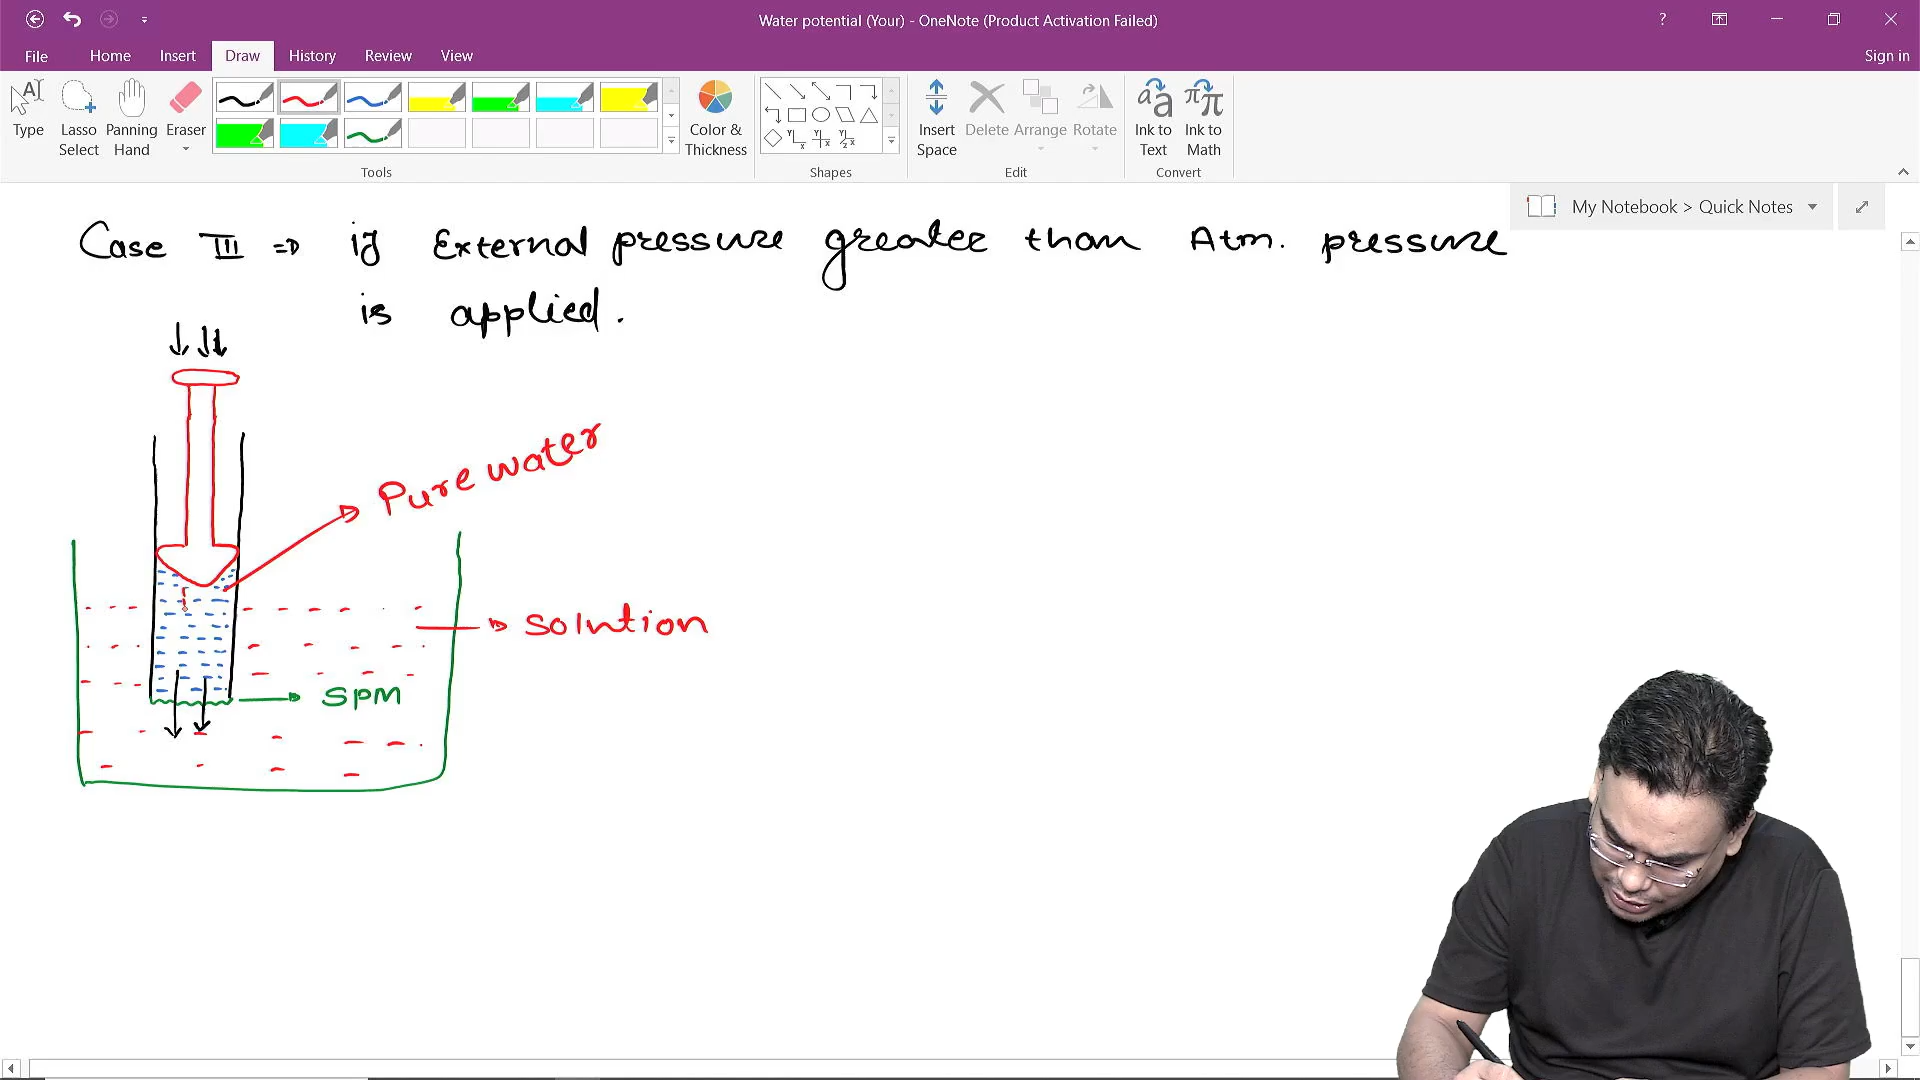 Water potential (Your) - OneNote (Product Activation Failed)
?
File Home Insert Draw History Review View
Sign in
Type
Lasso Select
Panning Hand
Eraser
Color & Thickness
Insert Space
Delete
Arrange
Rotate
Ink to Text
Ink to Math
Tools
Shapes
Edit
Convert
My Notebook > Quick Notes
Case III ⇒ if External pressure greater than Atm. pressure
is applied.
Pure water
Solution
SPM